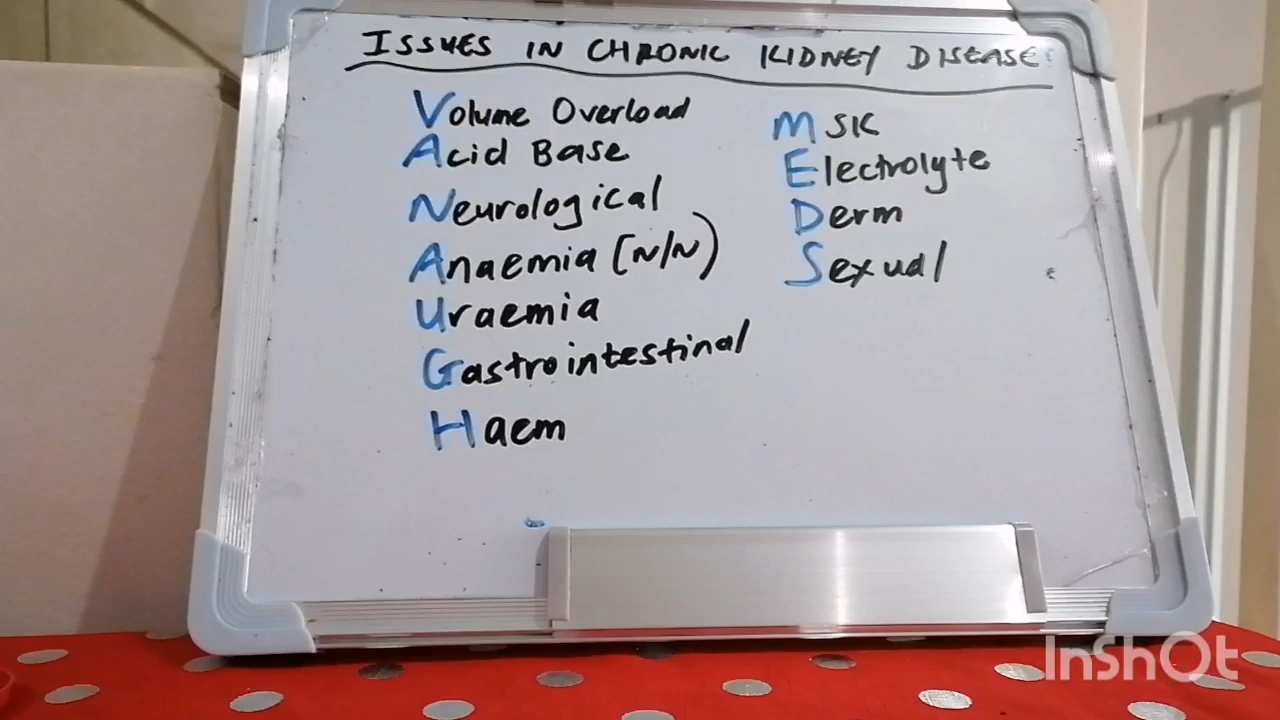 ISSUES IN CHRONIC KIDNEY DISEASE:
Volume Overload
Acid Base
Neurological
Anaemia (N/N)
Uraemia
Gastrointestinal
Haem
MSK
Electrolyte
Derm
Sexual
InShOt